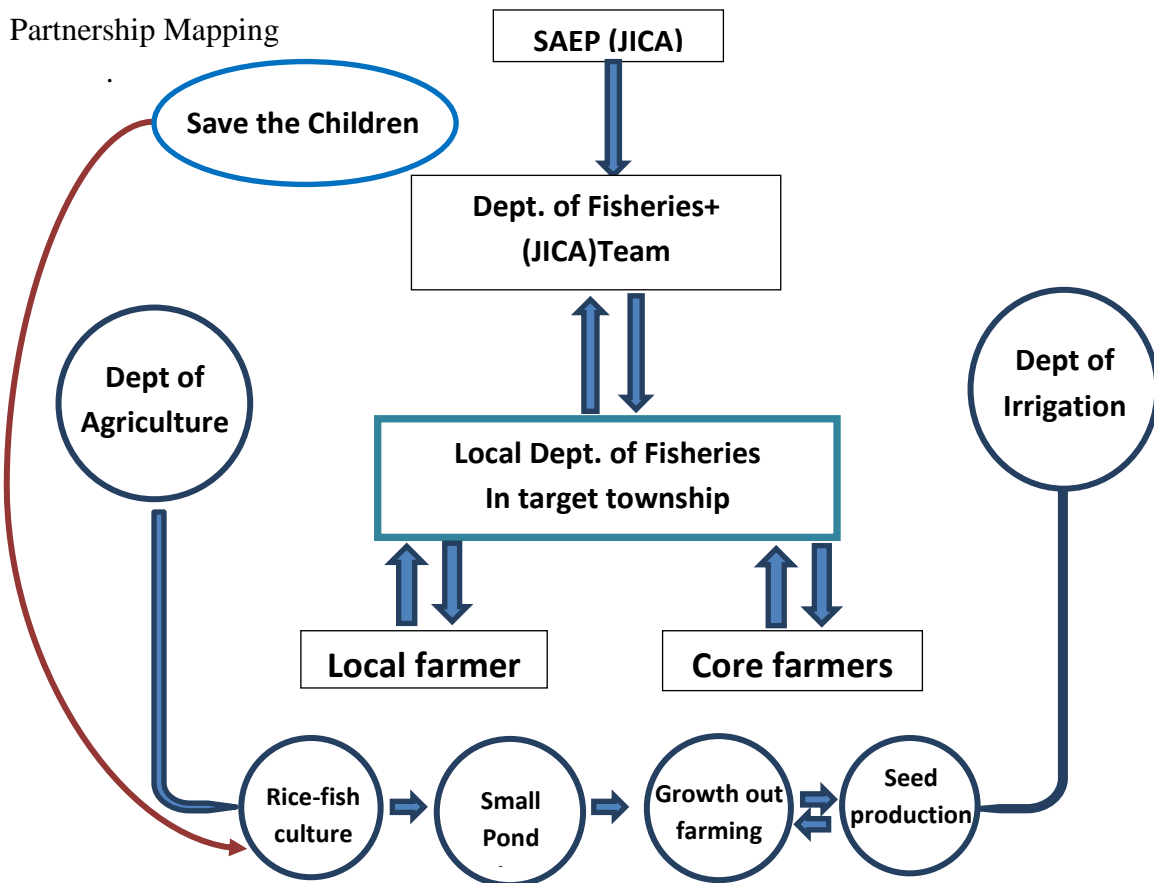 Partnership Mapping
SAEP (JICA)
.
Save the Children
Dept. of Fisheries+
(JICA)Team
Dept of
Agriculture
Dept of
Irrigation
Local Dept. of Fisheries
In target township
Local farmer
Core farmers
Rice-fish
culture
Small
Pond
Growth out
farming
Seed
production